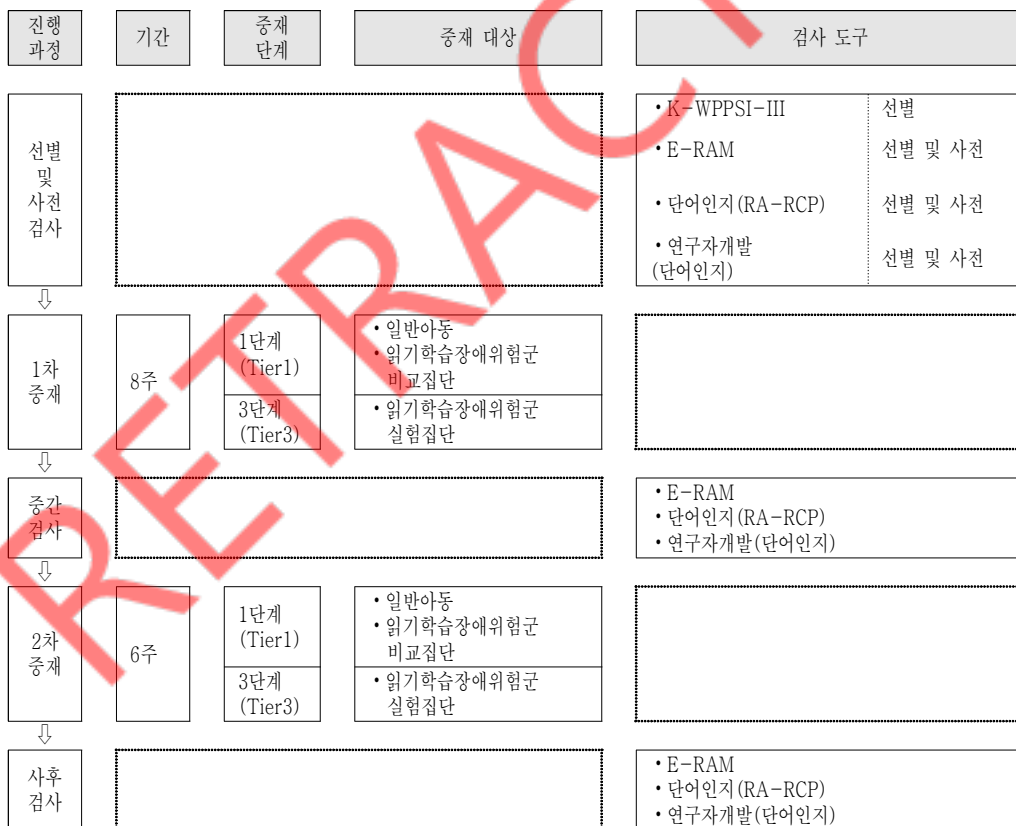 진행
과정
기간
중재
단계
중재 대상
검사 도구
선별
및
사전
검사
• K-WPPSI-III 선별
• E-RAM 선별 및 사전
• 단어인지(RA-RCP) 선별 및 사전
• 연구자개발
(단어인지) 선별 및 사전
1차
중재
8주
1단계
(Tier1)
• 일반아동
• 읽기학습장애위험군
비교집단
3단계
(Tier3)
• 읽기학습장애위험군
실험집단
중간
검사
• E-RAM
• 단어인지(RA-RCP)
• 연구자개발(단어인지)
2차
중재
6주
1단계
(Tier1)
• 일반아동
• 읽기학습장애위험군
비교집단
3단계
(Tier3)
• 읽기학습장애위험군
실험집단
사후
검사
• E-RAM
• 단어인지(RA-RCP)
• 연구자개발(단어인지)
RETRAC